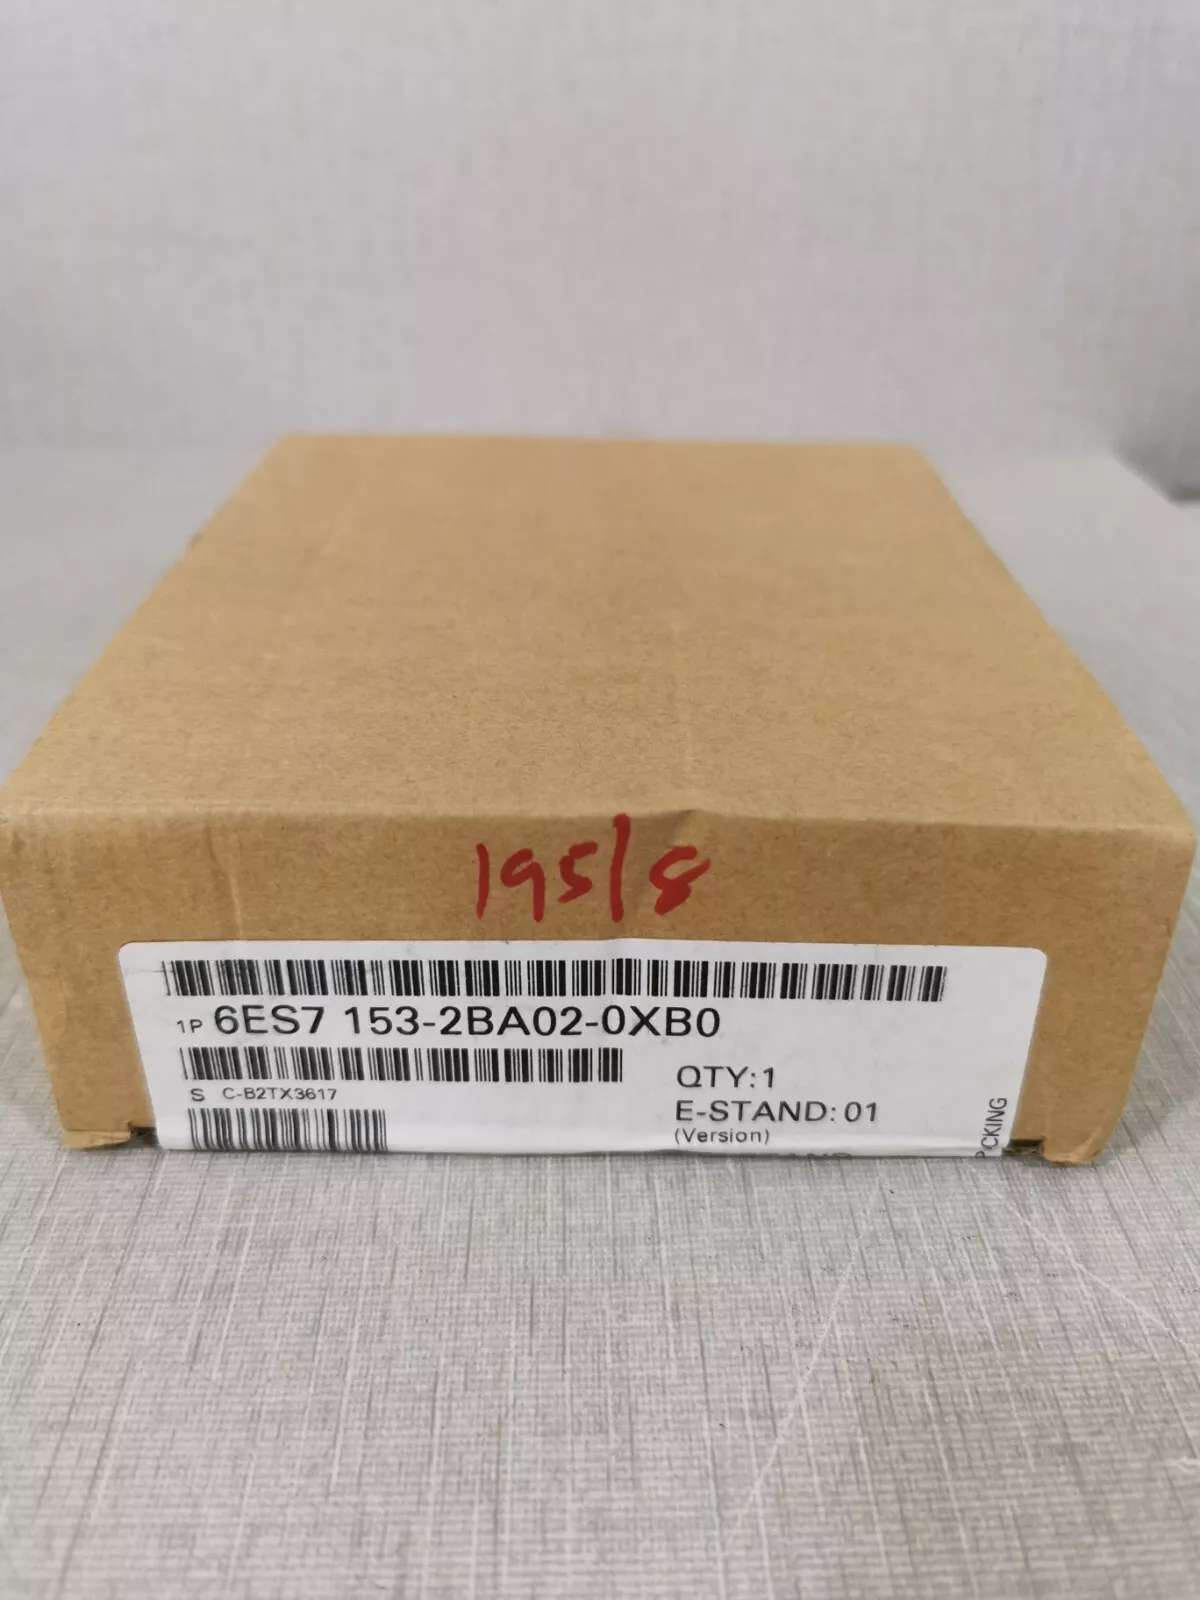 195/8
1P 6ES7 153-2BA02-0XB0
S C-B2TX3617
QTY:1
E-STAND: 01
(Version)